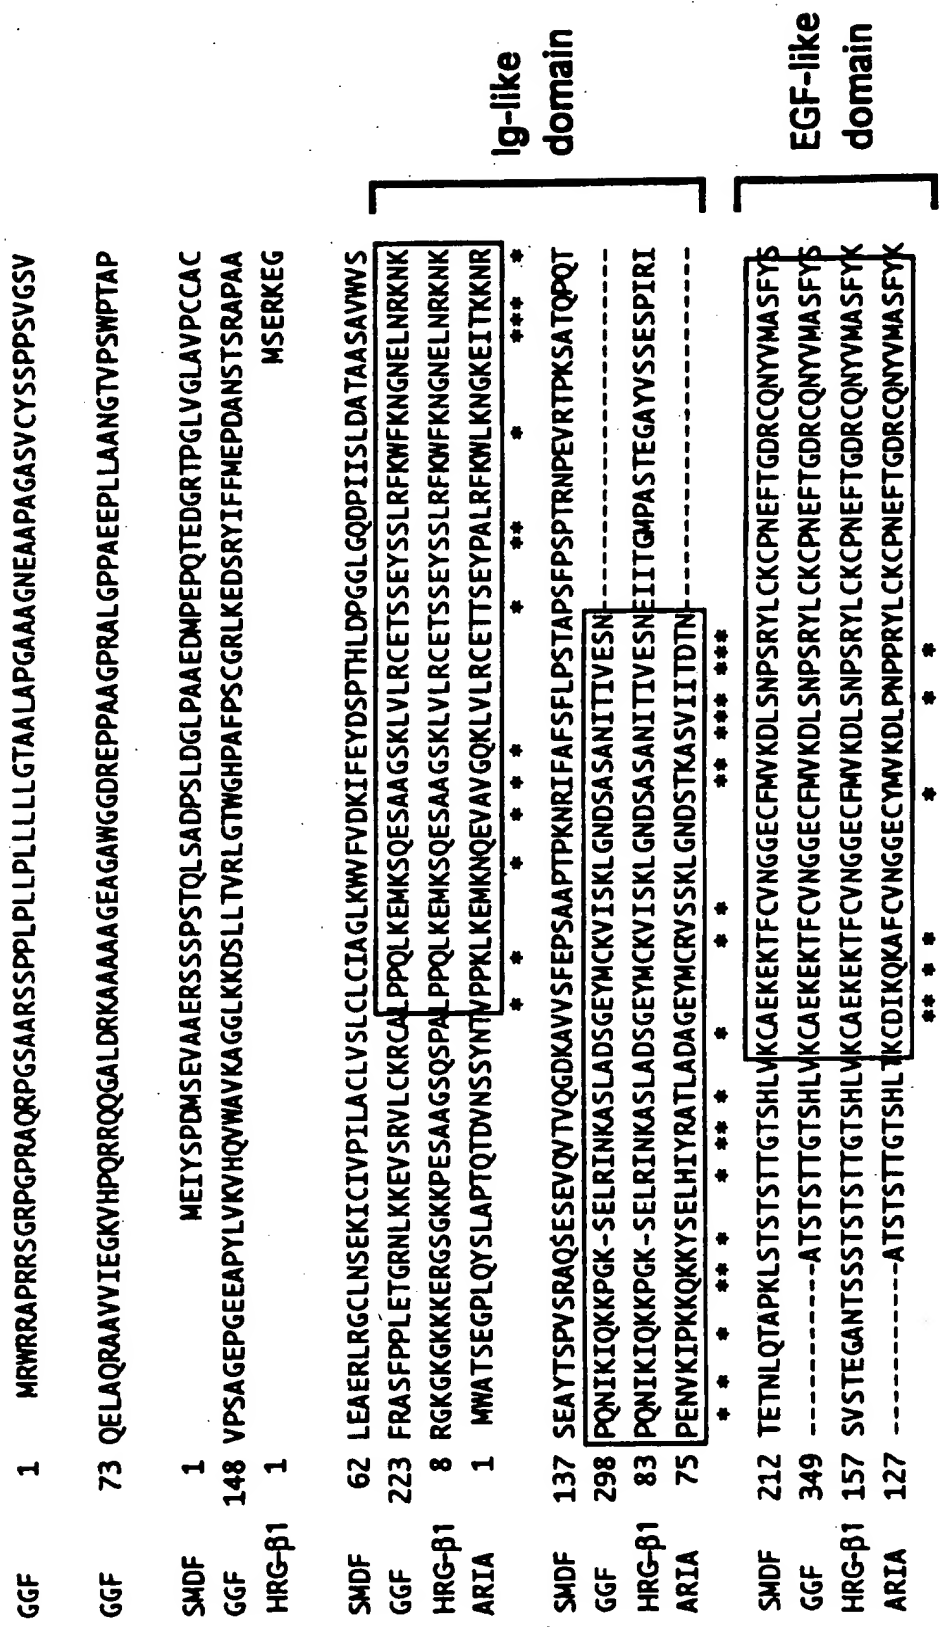 GGF 1 MRWRRAPRRSGRPGPRAQRPGSAARSSPPLPLLPLLLLLGTAALAPGAAAGNEAAPAGASVCYSSPPSVGSV
GGF 73 QELAQRAAVVIEGKVHPQRRQQGALDRKAAAAAGEAGAWGGDREPPAAGPRALGPPAEEPLLAANGTVPSWPTAP
SMDF 1 MEIYSPDMSEVAAERSSSPSTQLSADPSLDGLPAAEDMPEPQTEDGRTPGLVGLAVPCCAC
GGF 148 VPSAGEPGEEAPYLVKVHQVWAVKAGGLKKDSLLTVRLGTWGHPAFPSCGRLKEDSRYIFFMEPDANSTSRAPAA
HRG-β1 1 MSERKEG
SMDF 62 LEAERLRGCLNSEKICIVPILACLVSLCLCIAGLKWVFVDKIFEYDSPTHLDPGGLGQDPIISLDATAASAVWVS
GGF 223 FRASFPPLETGRNLKKEVSRVLCKRCALPPQLKEMKSQESAAGSKLVLRCETSSEYSSLRFKWFKNGNELNRKNK
HRG-β1 8 RGKGKGKKKERGSGKKPESAAGSQSPALPPQLKEMKSQESAAGSKLVLRCETSSEYSSLRFKWFKNGNELNRKNK
ARIA 1 MWATSEGPLQYSLAPTQTDVNSSYNTVPPKLKEMKNQEVAVGQKLVLRCETTSEYPALRFKWLKNGKEITKKNR
* * * * * * * ** * *** *
Ig-like
domain
SMDF 137 SEAYTSPVSRAQSESEVQVTVQGDKAVVSFEPSAAPTPKNRIFAFSFLPSTAPSFPSPTRNPEVRTPKSATQPQT
GGF 298 PQNIKIQKKPGK-SELRINKASLADSGEYMCKVISKLGNDSASANITIVESN-----------------------
HRG-β1 83 PQNIKIQKKPGK-SELRINKASLADSGEYMCKVISKLGNDSASANITIVESNEIITGMPASTEGAYVSSESPIRI
ARIA 75 PENVKIPKKQKKYSELHIYRATLADAGEYMCRVSSKLGNDSTKASVIITDTN-----------------------
* * * ** * * ** * * * * ** *** ***
SMDF 212 TETNLQTAPKLSTSTSTTGTSHLVKCAEKEKTFCVNGGECFMVKDLSNPSRYLCKCPNEFTGDRCQNYVMASFYS
GGF 349 ----------ATSTSTTGTSHLVKCAEKEKTFCVNGGECFMVKDLSNPSRYLCKCPNEFTGDRCQNYVMASFYS
HRG-β1 157 SVSTEGANTSSSTSTSTTGTSHLVKCAEKEKTFCVNGGECFMVKDLSNPSRYLCKCPNEFTGDRCQNYVMASFYK
ARIA 127 ----------ATSTSTTGTSHLTKCDIKQKAFCVNGGECYMVKDLPNPPRYLCKCPNEFTGDRCQNYVMASFYK
** * * * * * *
EGF-like
domain